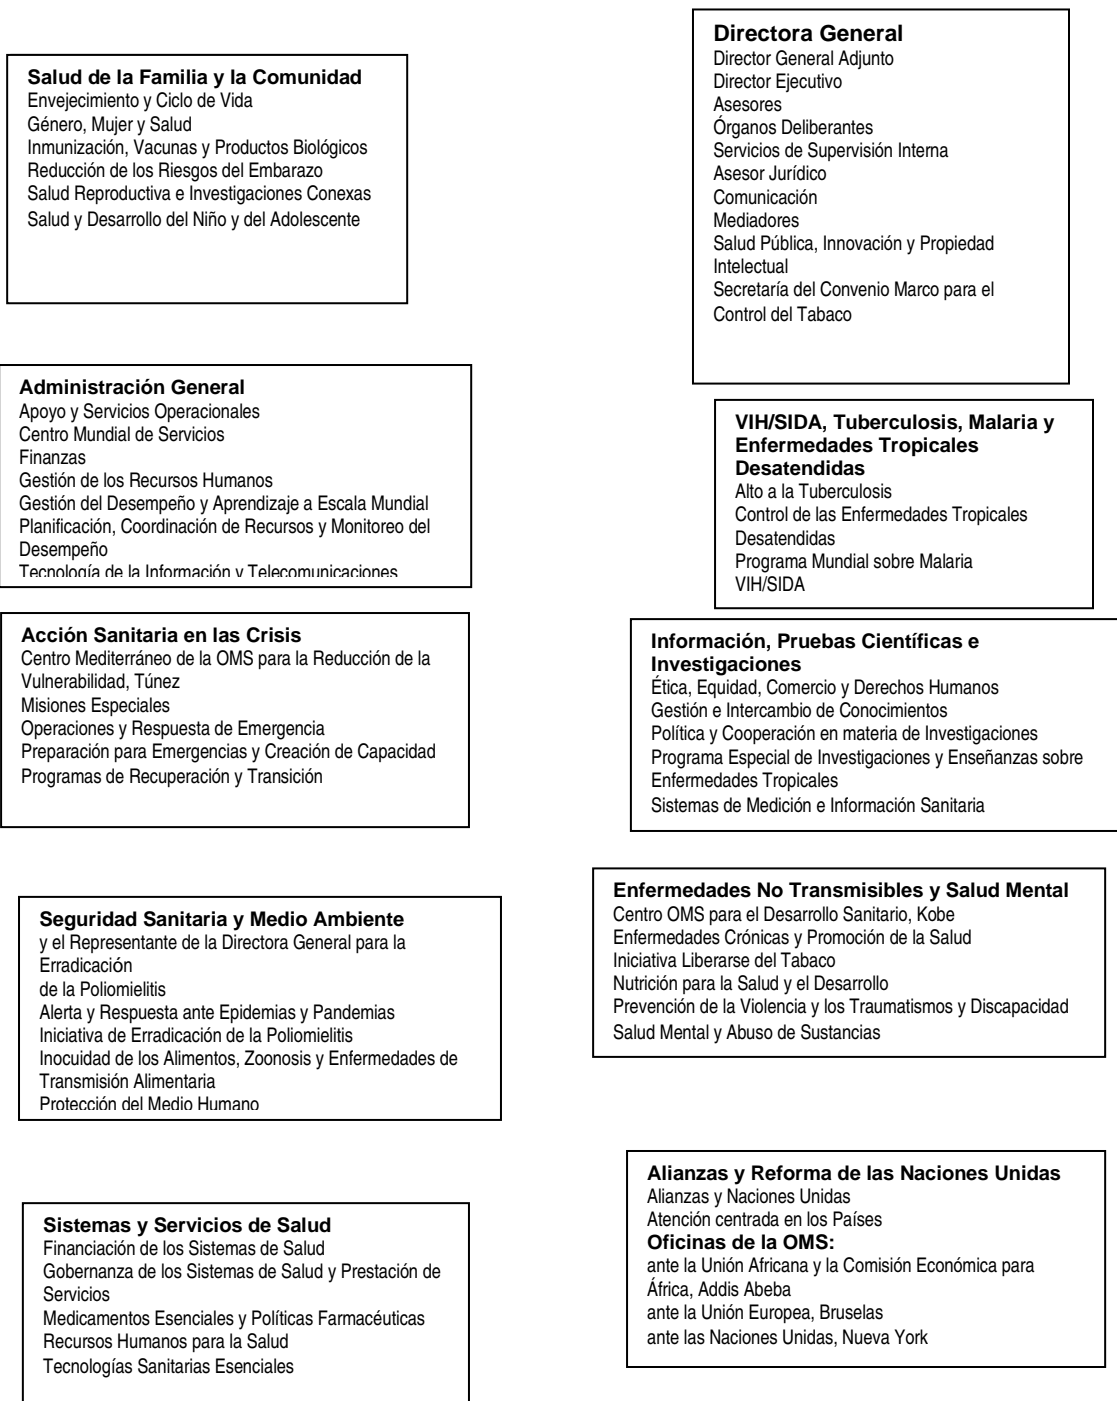 Directora General
Director General Adjunto
Director Ejecutivo
Asesores
Órganos Deliberantes
Servicios de Supervisión Interna
Asesor Jurídico
Comunicación
Mediadores
Salud Pública, Innovación y Propiedad
Intelectual
Secretaría del Convenio Marco para el
Control del Tabaco
Salud de la Familia y la Comunidad
Envejecimiento y Ciclo de Vida
Género, Mujer y Salud
Inmunización, Vacunas y Productos Biológicos
Reducción de los Riesgos del Embarazo
Salud Reproductiva e Investigaciones Conexas
Salud y Desarrollo del Niño y del Adolescente
Administración General
Apoyo y Servicios Operacionales
Centro Mundial de Servicios
Finanzas
Gestión de los Recursos Humanos
Gestión del Desempeño y Aprendizaje a Escala Mundial
Planificación, Coordinación de Recursos y Monitoreo del
Desempeño
Tecnología de la Información y Telecomunicaciones
VIH/SIDA, Tuberculosis, Malaria y
Enfermedades Tropicales
Desatendidas
Alto a la Tuberculosis
Control de las Enfermedades Tropicales
Desatendidas
Programa Mundial sobre Malaria
VIH/SIDA
Acción Sanitaria en las Crisis
Centro Mediterráneo de la OMS para la Reducción de la
Vulnerabilidad, Túnez
Misiones Especiales
Operaciones y Respuesta de Emergencia
Preparación para Emergencias y Creación de Capacidad
Programas de Recuperación y Transición
Información, Pruebas Científicas e
Investigaciones
Ética, Equidad, Comercio y Derechos Humanos
Gestión e Intercambio de Conocimientos
Política y Cooperación en materia de Investigaciones
Programa Especial de Investigaciones y Enseñanzas sobre
Enfermedades Tropicales
Sistemas de Medición e Información Sanitaria
Seguridad Sanitaria y Medio Ambiente
y el Representante de la Directora General para la
Erradicación
de la Poliomielitis
Alerta y Respuesta ante Epidemias y Pandemias
Iniciativa de Erradicación de la Poliomielitis
Inocuidad de los Alimentos, Zoonosis y Enfermedades de
Transmisión Alimentaria
Protección del Medio Humano
Enfermedades No Transmisibles y Salud Mental
Centro OMS para el Desarrollo Sanitario, Kobe
Enfermedades Crónicas y Promoción de la Salud
Iniciativa Liberarse del Tabaco
Nutrición para la Salud y el Desarrollo
Prevención de la Violencia y los Traumatismos y Discapacidad
Salud Mental y Abuso de Sustancias
Sistemas y Servicios de Salud
Financiación de los Sistemas de Salud
Gobernanza de los Sistemas de Salud y Prestación de
Servicios
Medicamentos Esenciales y Políticas Farmacéuticas
Recursos Humanos para la Salud
Tecnologías Sanitarias Esenciales
Alianzas y Reforma de las Naciones Unidas
Alianzas y Naciones Unidas
Atención centrada en los Países
Oficinas de la OMS:
ante la Unión Africana y la Comisión Económica para
África, Addis Abeba
ante la Unión Europea, Bruselas
ante las Naciones Unidas, Nueva York